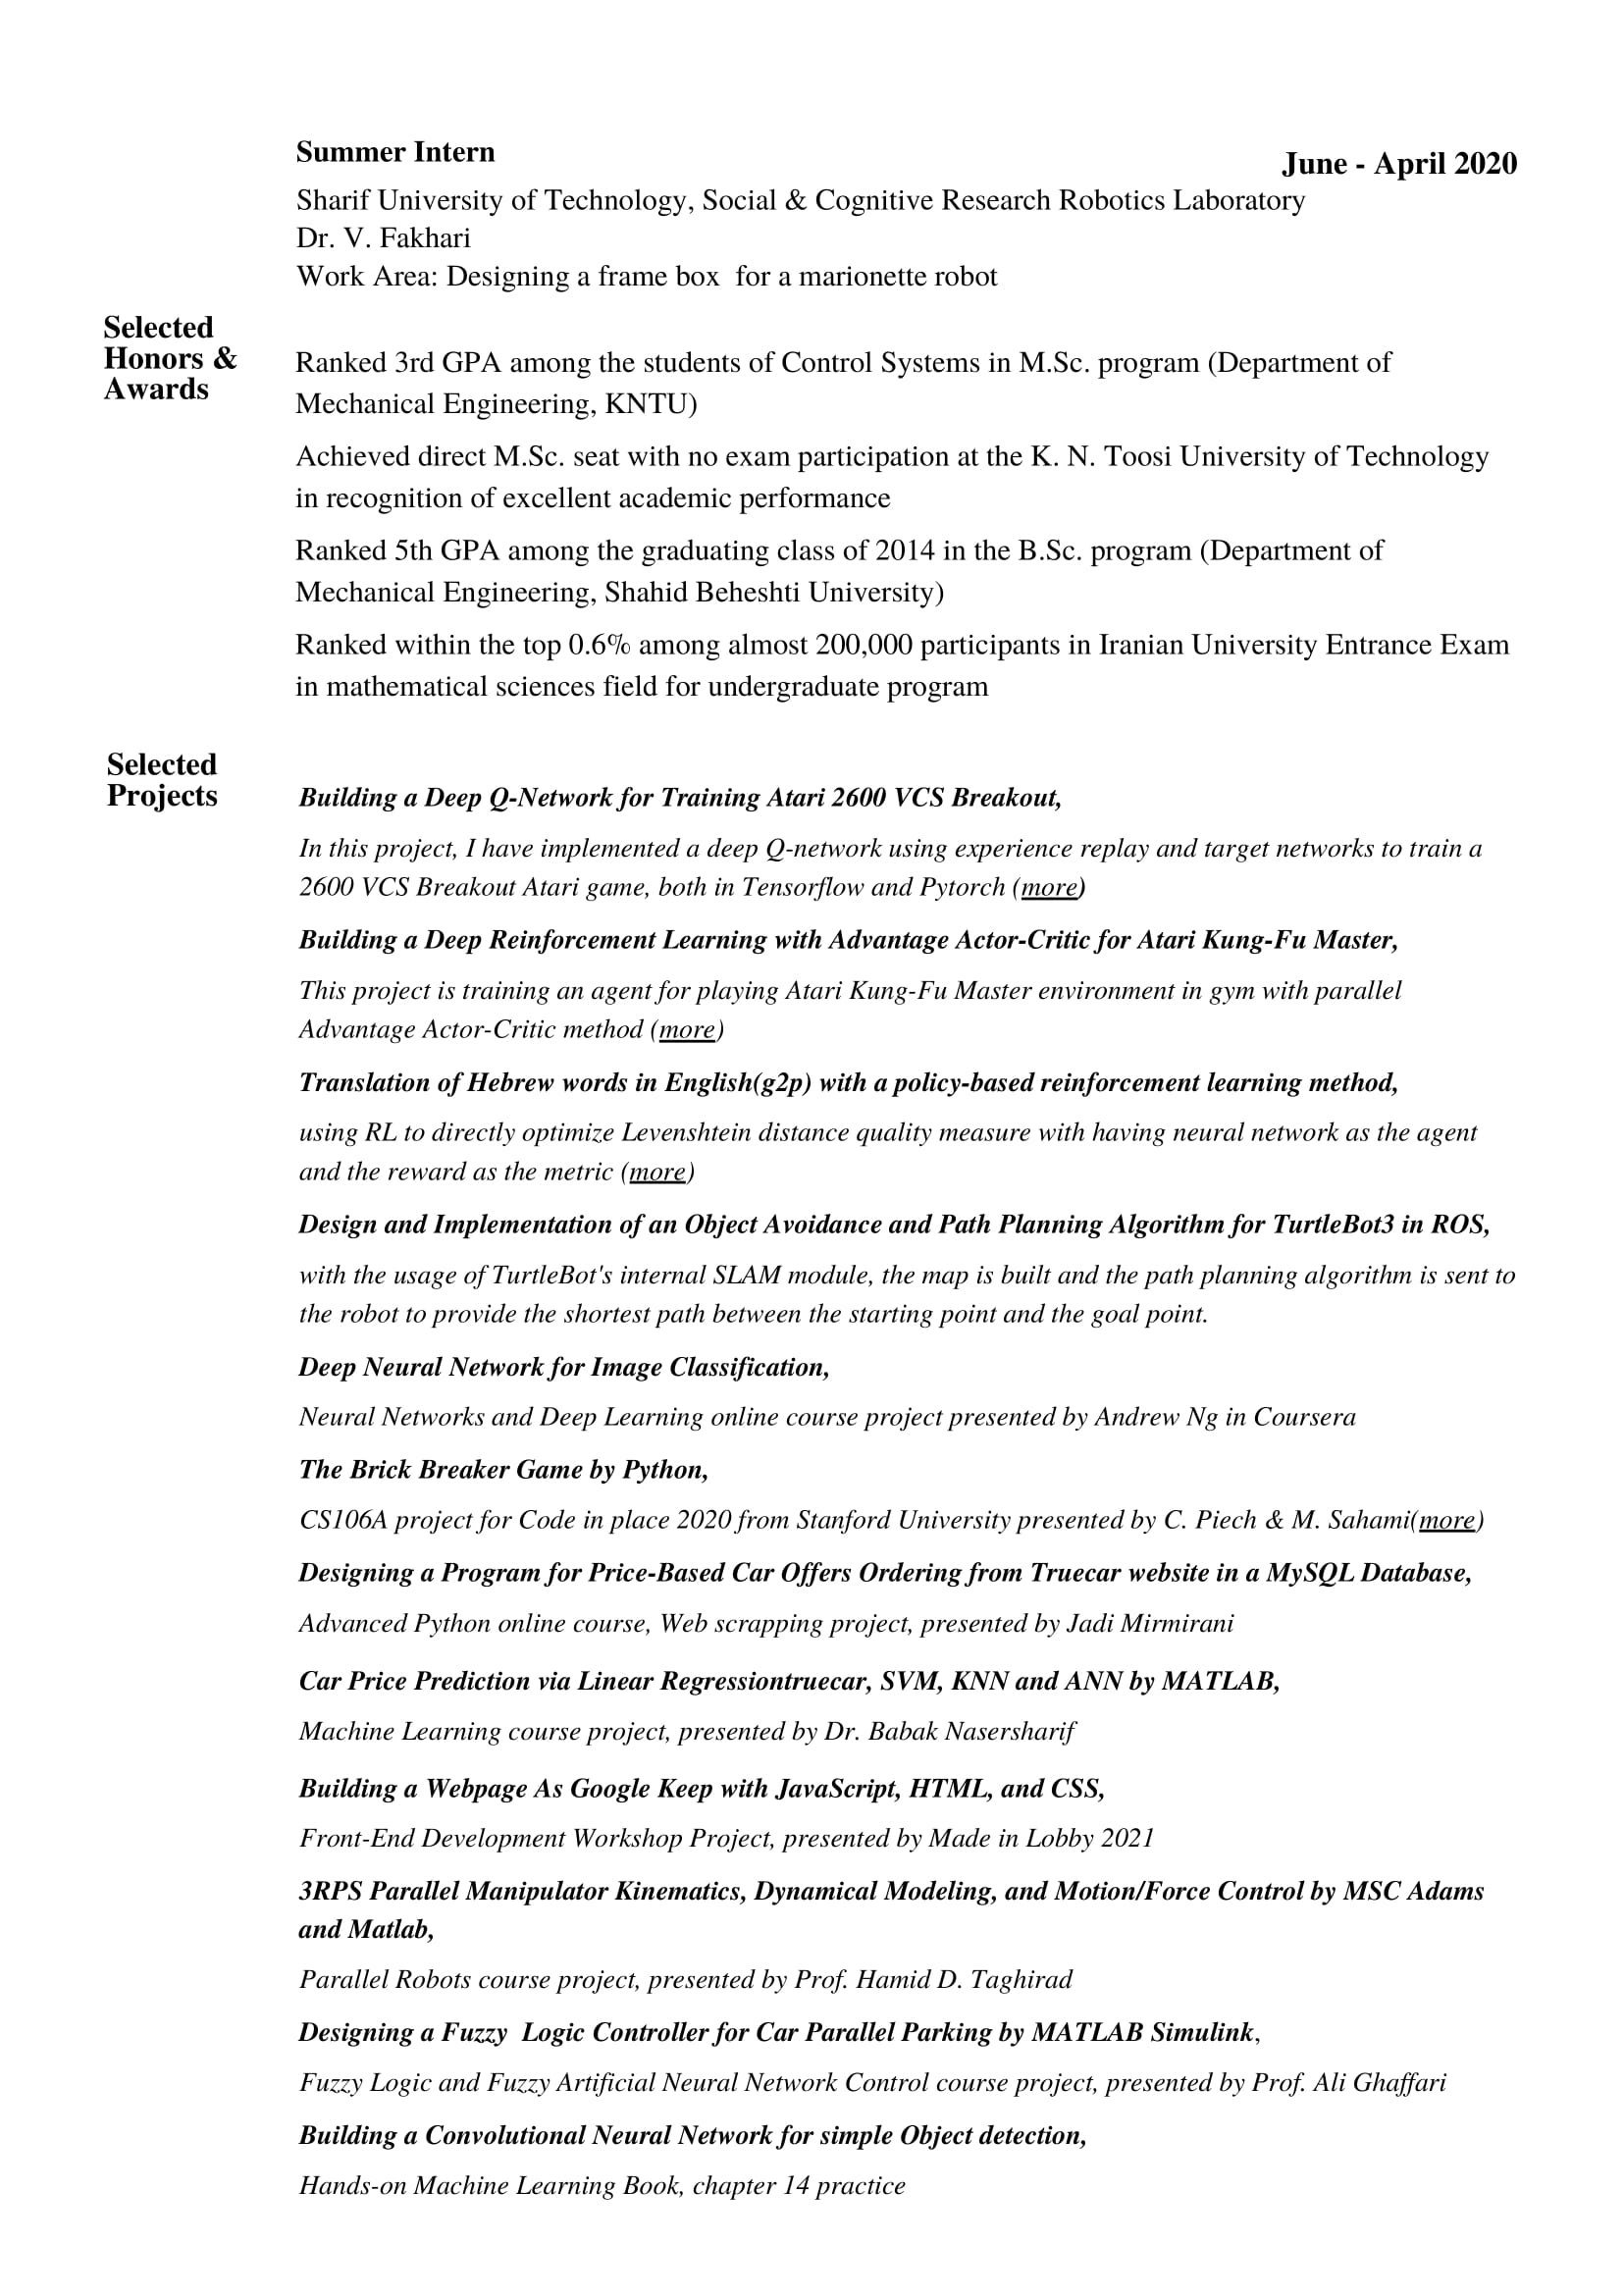 Summer Intern
June - April 2020
Sharif University of Technology, Social & Cognitive Research Robotics Laboratory
Dr. V. Fakhari
Work Area: Designing a frame box  for a marionette robot
Selected
Honors &
Awards
Ranked 3rd GPA among the students of Control Systems in M.Sc. program (Department of
Mechanical Engineering, KNTU)
Achieved direct M.Sc. seat with no exam participation at the K. N. Toosi University of Technology
in recognition of excellent academic performance
Ranked 5th GPA among the graduating class of 2014 in the B.Sc. program (Department of
Mechanical Engineering, Shahid Beheshti University)
Ranked within the top 0.6% among almost 200,000 participants in Iranian University Entrance Exam
in mathematical sciences field for undergraduate program
Selected
Projects
Building a Deep Q-Network for Training Atari 2600 VCS Breakout,
In this project, I have implemented a deep Q-network using experience replay and target networks to train a
2600 VCS Breakout Atari game, both in Tensorflow and Pytorch (more)
Building a Deep Reinforcement Learning with Advantage Actor-Critic for Atari Kung-Fu Master,
This project is training an agent for playing Atari Kung-Fu Master environment in gym with parallel
Advantage Actor-Critic method (more)
Translation of Hebrew words in English(g2p) with a policy-based reinforcement learning method,
using RL to directly optimize Levenshtein distance quality measure with having neural network as the agent
and the reward as the metric (more)
Design and Implementation of an Object Avoidance and Path Planning Algorithm for TurtleBot3 in ROS,
with the usage of TurtleBot's internal SLAM module, the map is built and the path planning algorithm is sent to
the robot to provide the shortest path between the starting point and the goal point.
Deep Neural Network for Image Classification,
Neural Networks and Deep Learning online course project presented by Andrew Ng in Coursera
The Brick Breaker Game by Python,
CS106A project for Code in place 2020 from Stanford University presented by C. Piech & M. Sahami(more)
Designing a Program for Price-Based Car Offers Ordering from Truecar website in a MySQL Database,
Advanced Python online course, Web scrapping project, presented by Jadi Mirmirani
Car Price Prediction via Linear Regressiontruecar, SVM, KNN and ANN by MATLAB,
Machine Learning course project, presented by Dr. Babak Nasersharif
Building a Webpage As Google Keep with JavaScript, HTML, and CSS,
Front-End Development Workshop Project, presented by Made in Lobby 2021
3RPS Parallel Manipulator Kinematics, Dynamical Modeling, and Motion/Force Control by MSC Adams
and Matlab,
Parallel Robots course project, presented by Prof. Hamid D. Taghirad
Designing a Fuzzy  Logic Controller for Car Parallel Parking by MATLAB Simulink,
Fuzzy Logic and Fuzzy Artificial Neural Network Control course project, presented by Prof. Ali Ghaffari
Building a Convolutional Neural Network for simple Object detection,
Hands-on Machine Learning Book, chapter 14 practice